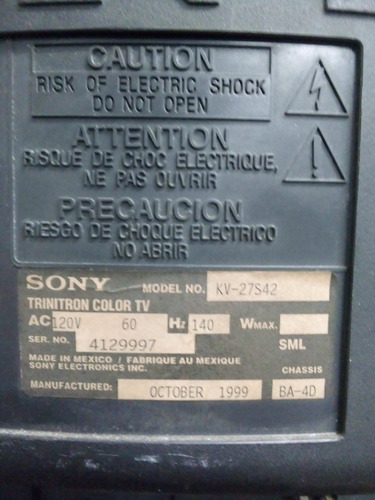 CAUTION
RISK OF ELECTRIC SHOCK
DO NOT OPEN
ATTENTION
RISQUE DE CHOC ELECTRIQUE,
NE PAS OUVRIR
PRECAUCION
RIESGO DE CHOQUE ELECTRICO
NO ABRIR
SONY MODEL NO. KV-27S42
TRINITRON COLOR TV
AC 120V 60 Hz 140 WMAX.
SER. NO. 4129997 SML
MADE IN MEXICO / FABRIQUE AU MEXIQUE
SONY ELECTRONICS INC. CHASSIS
MANUFACTURED: OCTOBER 1999 BA-4D